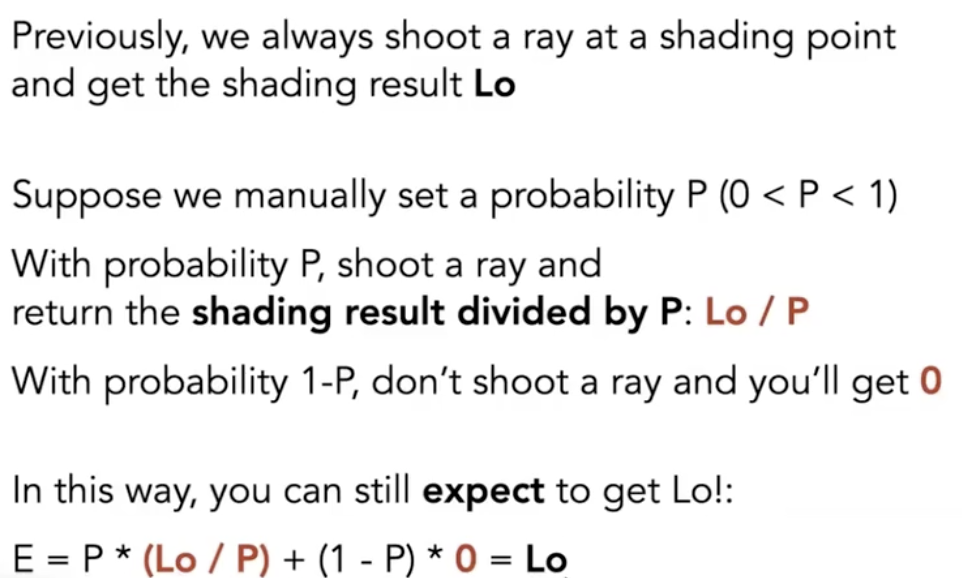 Previously, we always shoot a ray at a shading point
and get the shading result Lo
Suppose we manually set a probability P (0 < P < 1)
With probability P, shoot a ray and
return the shading result divided by P: Lo / P
With probability 1-P, don’t shoot a ray and you’ll get 0
In this way, you can still expect to get Lo!:
E = P * (Lo / P) + (1 - P) * 0 = Lo